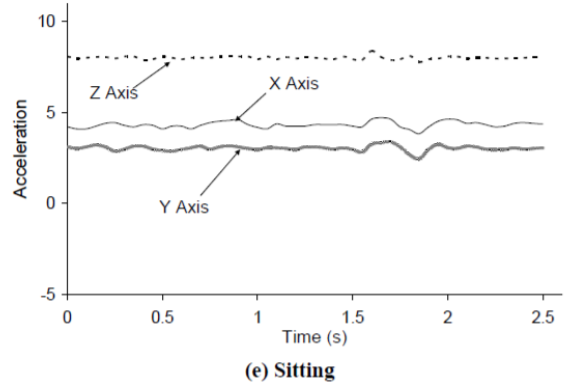 10
Z Axis
X Axis
5
Acceleration
Y Axis
0
-5
0 0.5 1 1.5 2 2.5
Time (s)
(e) Sitting